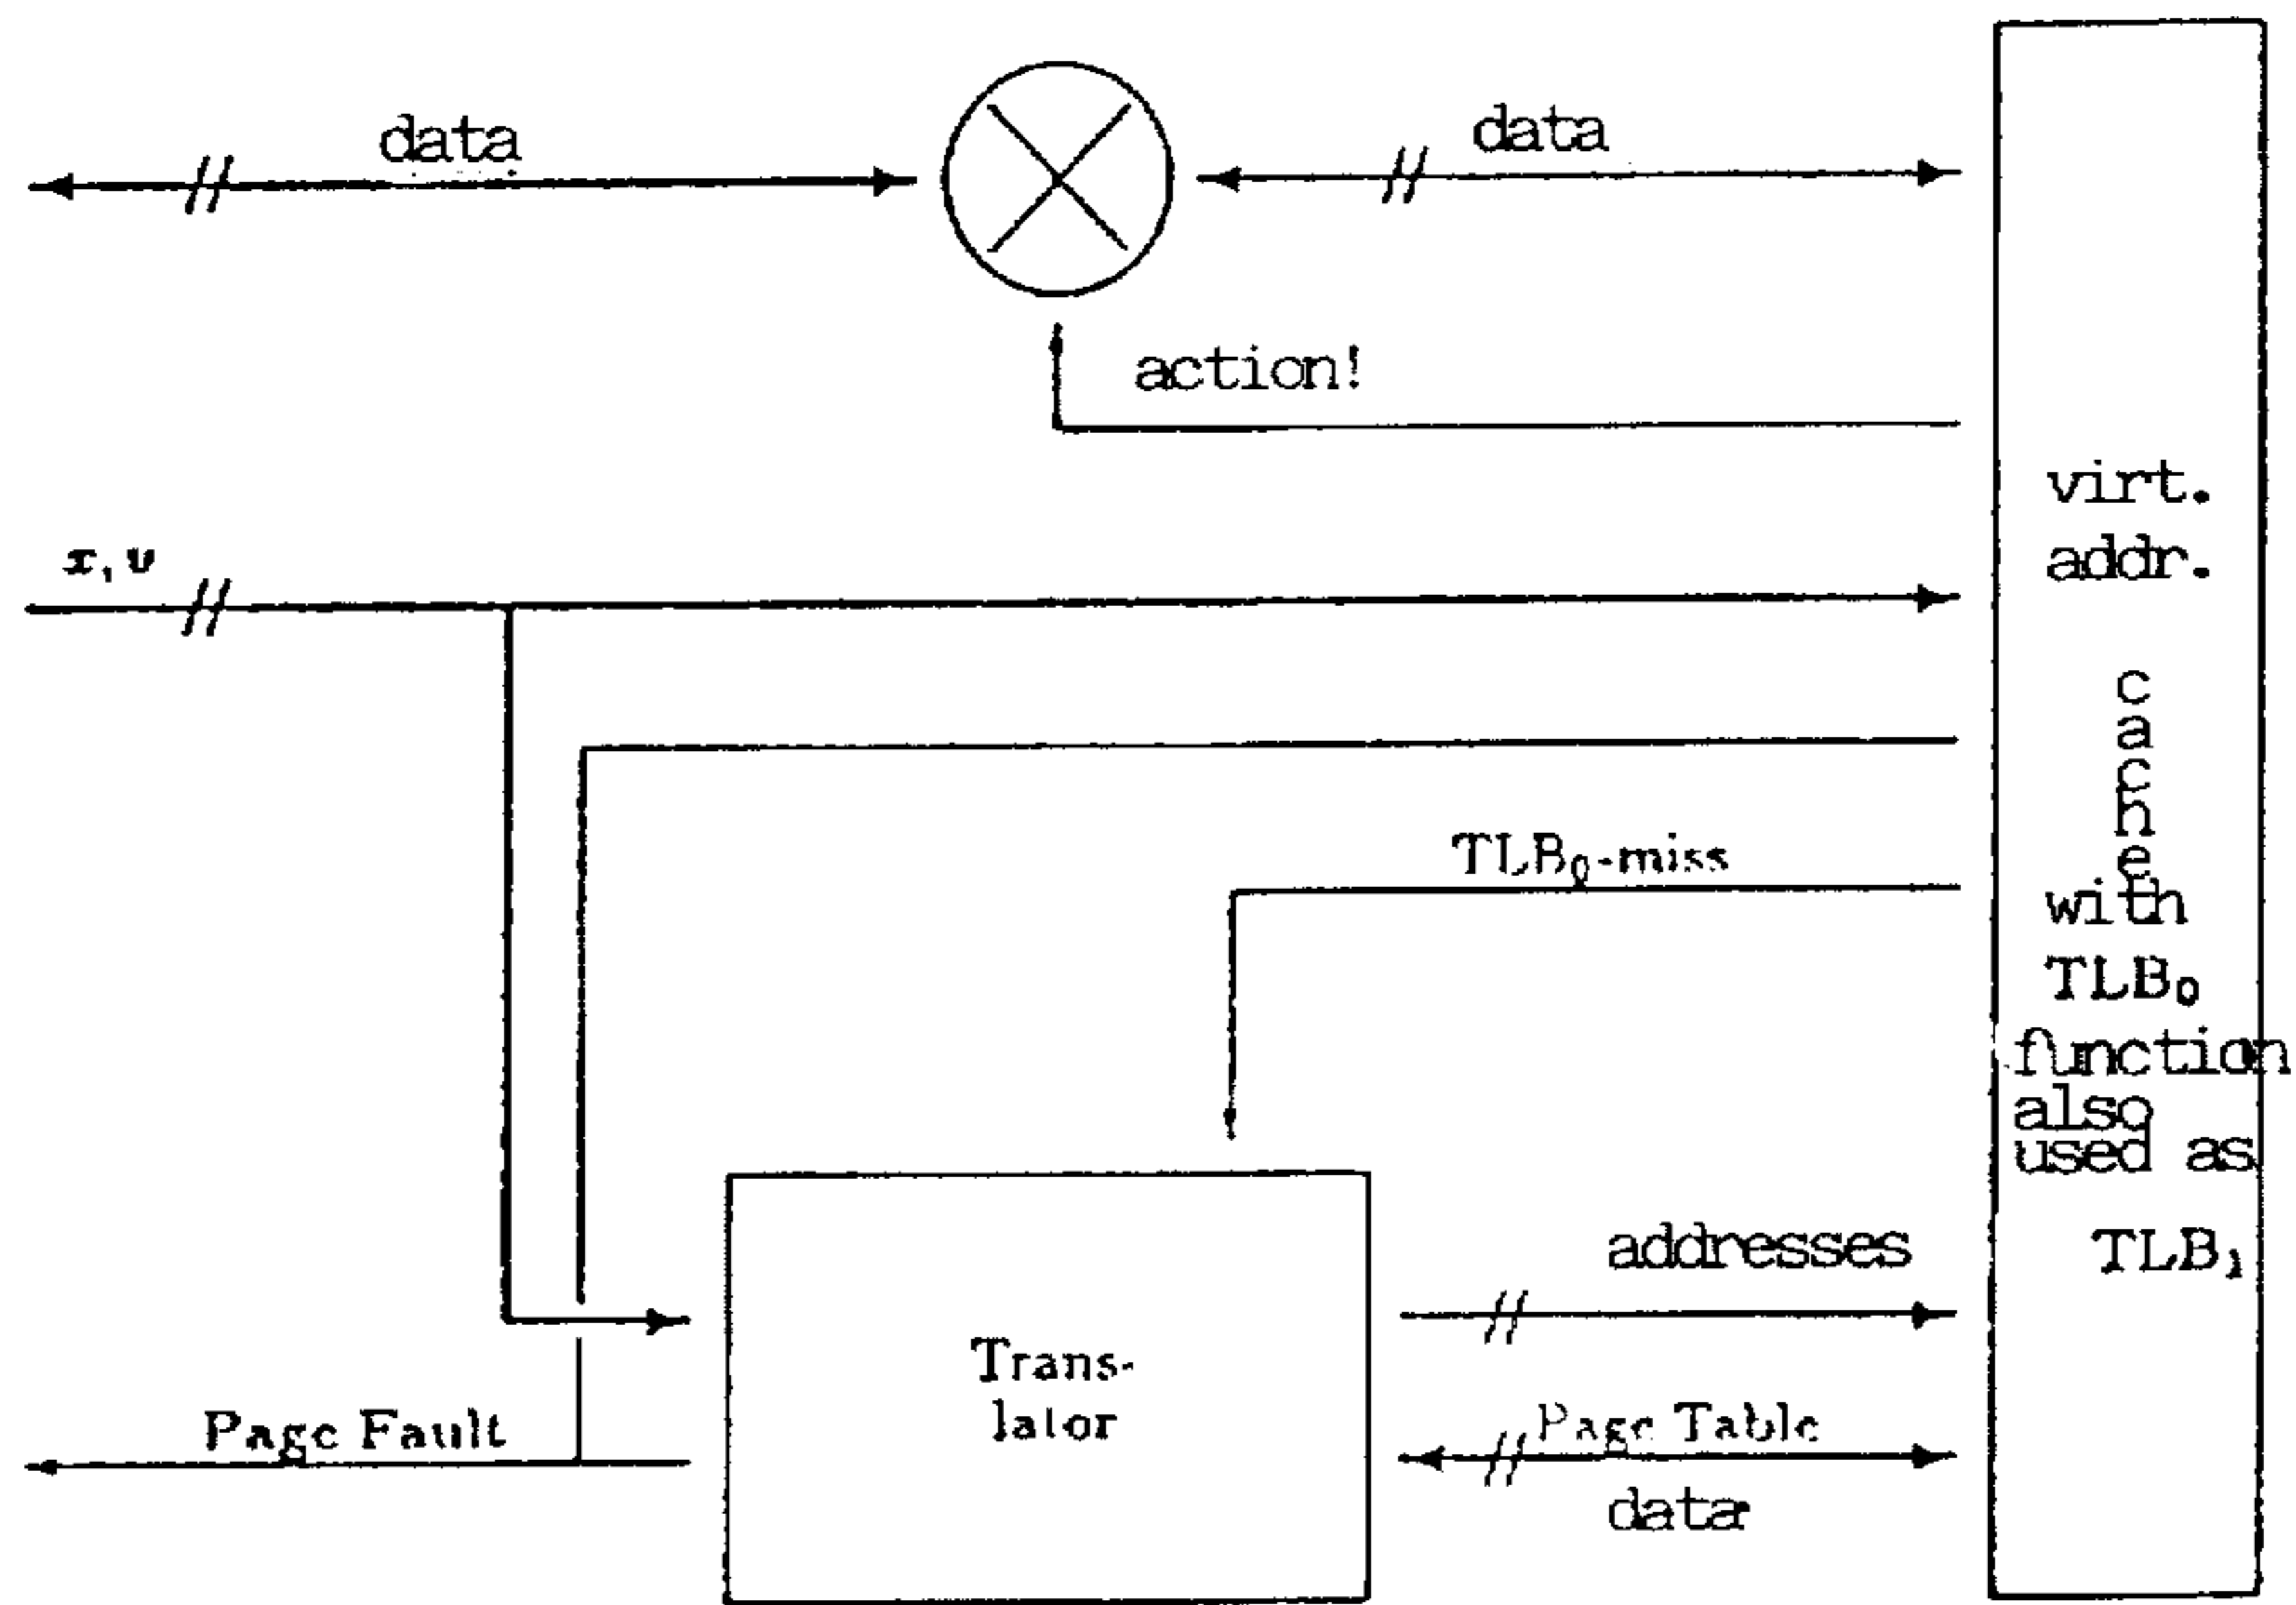 data
data
action!
x, v
virt.
addr.
cache
TLB₀-miss
with
TLB₀
function
also
used as
TLB₁
addresses
Trans-
lator
Page Fault
Page Table
data